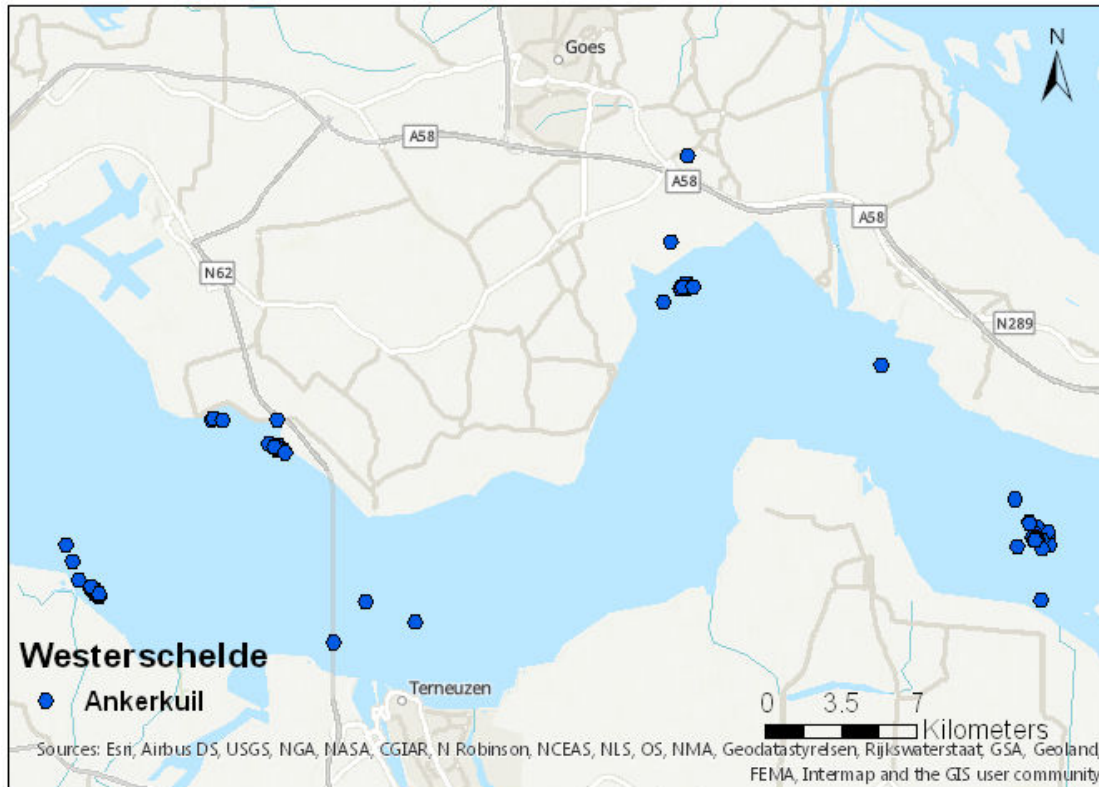 Goes
N
A58
A58
A58
N62
N289
Westerschelde
Ankerkuil
Terneuzen
0 3.5 7
Kilometers
Sources: Esri, Airbus DS, USGS, NGA, NASA, CGIAR, N Robinson, NCEAS, NLS, OS, NMA, Geodatastyrelsen, Rijkswaterstaat, GSA, Geoland,
FEMA, Intermap and the GIS user community